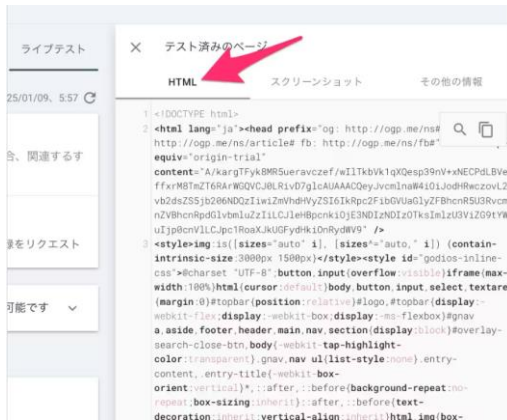 ライブテスト
25/01/09、5:57
合、関連するす
録をリクエスト
可能です
テスト済みのページ
HTML
スクリーンショット
その他の情報
1 <!DOCTYPE html>
2 <html lang="ja"><head prefix="og: http://ogp.me/ns#
http://ogp.me/ns/article# fb: http://ogp.me/ns/fb#"
equiv="origin-trial"
3 <style>img:is([sizes="auto" i], [sizes^="auto," i]) {contain-
intrinsic-size:3000px 1500px}</style><style id="godios-inline-
css">@charset "UTF-8";button,input{overflow:visible}iframe{max-
width:100%}html{cursor:default}body,button,input,select,textare
{margin:0}#topbar{position:relative}#logo,#topbar{display:-
webkit-flex;display:-webkit-box;display:-ms-flexbox}#gnav
a,aside,footer,header,main,nav,section{display:block}#overlay-
search-close-btn,body{-webkit-tap-highlight-
color:transparent}.gnav,nav ul{list-style:none}.entry-
content,.entry-title{-webkit-box-
orient:vertical}*,::after,::before{background-repeat:no-
repeat;box-sizing:inherit}::after,::before{text-
decoration:inherit;vertical-align:inherit}html,img{box-